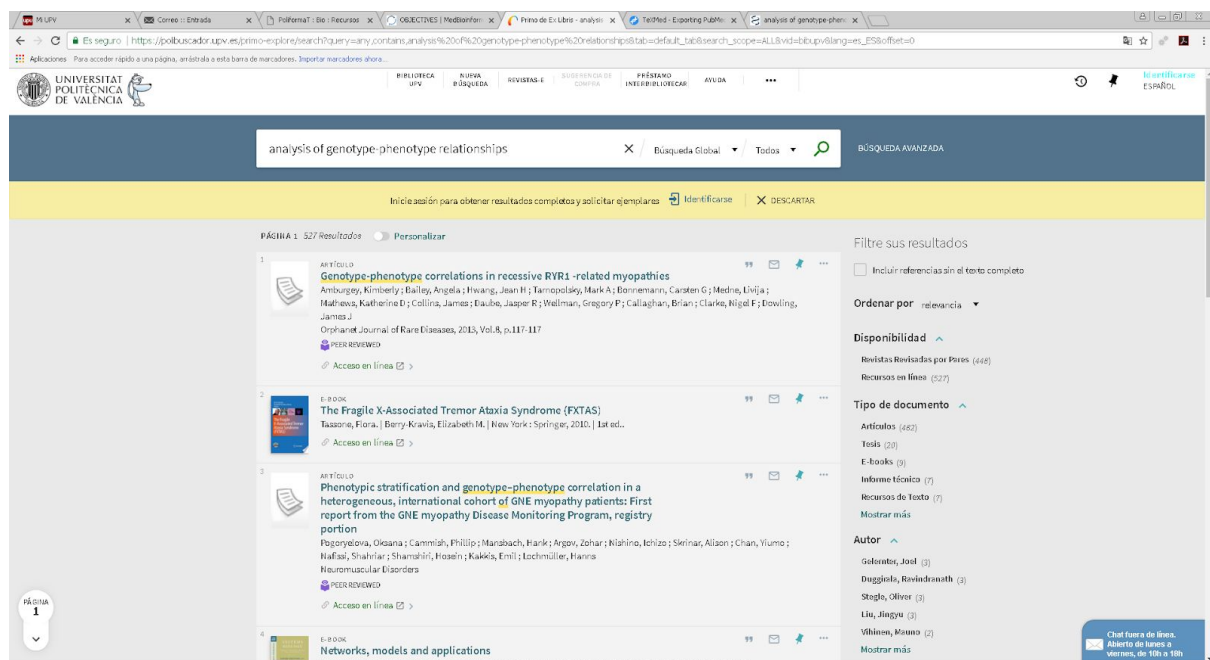 MI UPV
Correo :: Entrada
PoliformaT : Bio : Recursos
OBJECTIVES | MedBioinform
Primo de Ex Libris - analysis
TeXMed - Exporting PubMe
analysis of genotype-pheno
Es seguro | https://polbuscador.upv.es/primo-explore/search?query=any,contains,analysis%20of%20genotype-phenotype%20relationships&tab=default_tab&search_scope=ALL&vid=bibupv&lang=es_ES&offset=0
Aplicaciones Para acceder rápido a una página, arrástrala a esta barra de marcadores. Importar marcadores ahora...
UNIVERSITAT
POLITÈCNICA
DE VALÈNCIA
BIBLIOTECA UPV
NUEVA BÚSQUEDA
REVISTAS-E
SUGERENCIA DE COMPRA
PRÉSTAMO INTERBIBLIOTECAR
AYUDA
Identificarse
ESPAÑOL
analysis of genotype-phenotype relationships
Búsqueda Global
Todos
BÚSQUEDA AVANZADA
Inicie sesión para obtener resultados completos y solicitar ejemplares Identificarse DESCARTAR
PÁGINA 1 527 Resultados Personalizar
1
ARTÍCULO
Genotype-phenotype correlations in recessive RYR1 -related myopathies
Amburgey, Kimberly ; Bailey, Angela ; Hwang, Jean H ; Tarnopolsky, Mark A ; Bonnemann, Carsten G ; Medne, Livija ;
Mathews, Katherine D ; Collins, James ; Daube, Jasper R ; Wellman, Gregory P ; Callaghan, Brian ; Clarke, Nigel F ; Dowling,
James J
Orphanet Journal of Rare Diseases, 2013, Vol.8, p.117-117
PEER REVIEWED
Acceso en línea
2
E-BOOK
The Fragile X-Associated Tremor Ataxia Syndrome (FXTAS)
Tassone, Flora. | Berry-Kravis, Elizabeth M. | New York : Springer, 2010. | 1st ed..
Acceso en línea
3
ARTÍCULO
Phenotypic stratification and genotype–phenotype correlation in a
heterogeneous, international cohort of GNE myopathy patients: First
report from the GNE myopathy Disease Monitoring Program, registry
portion
Pogoryelova, Oksana ; Cammish, Phillip ; Mansbach, Hank ; Argov, Zohar ; Nishino, Ichizo ; Skrinar, Alison ; Chan, Yiumo ;
Nafissi, Shahriar ; Shamshiri, Hosein ; Kakkis, Emil ; Lochmüller, Hanns
Neuromuscular Disorders
PEER REVIEWED
Acceso en línea
4
E-BOOK
Networks, models and applications
Filtre sus resultados
Incluir referencias sin el texto completo
Ordenar por relevancia
Disponibilidad
Revistas Revisadas por Pares (448)
Recursos en línea (527)
Tipo de documento
Artículos (482)
Tesis (20)
E-books (9)
Informe técnico (7)
Recursos de Texto (7)
Mostrar más
Autor
Gelernter, Joel (3)
Duggirala, Ravindranath (3)
Stegle, Oliver (3)
Liu, Jingyu (3)
Vihinen, Mauno (2)
Mostrar más
PÁGINA
1
Chat fuera de línea.
Abierto de lunes a
viernes, de 10h a 18h